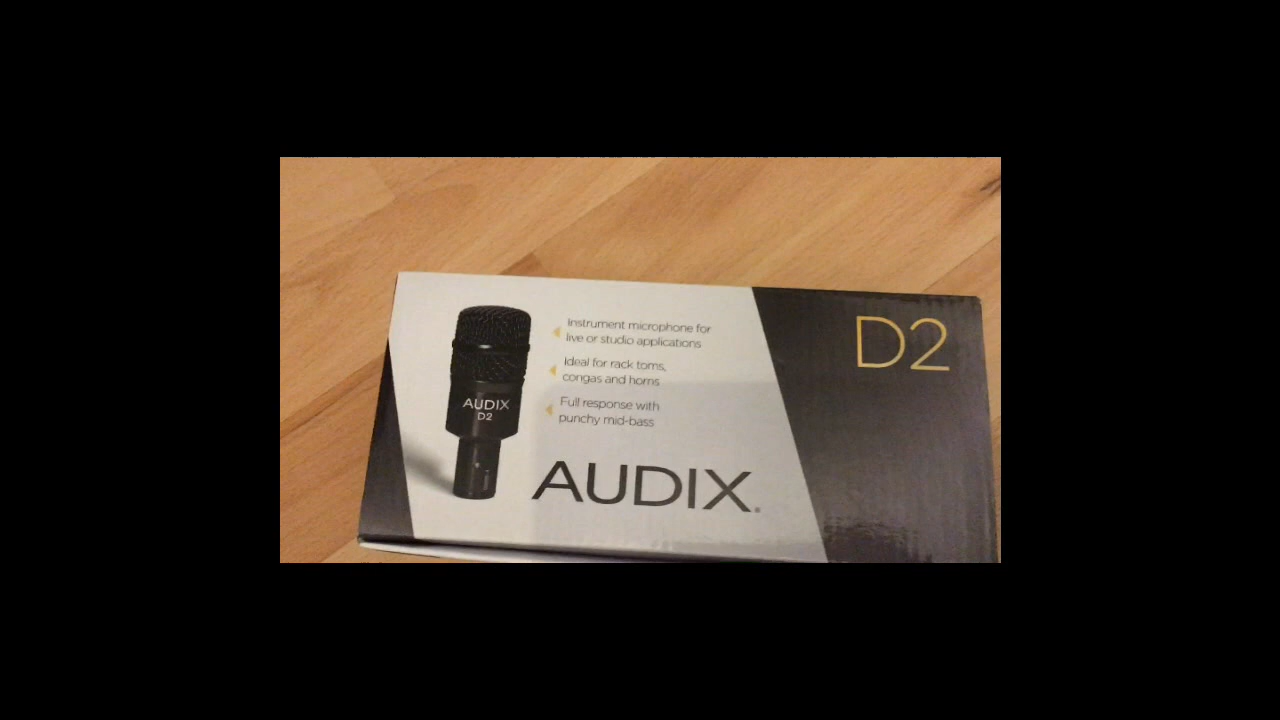 Instrument microphone for
live or studio applications
Ideal for rack toms,
congas and horns
Full response with
punchy mid-bass
AUDIX
D2
AUDIX®
D2